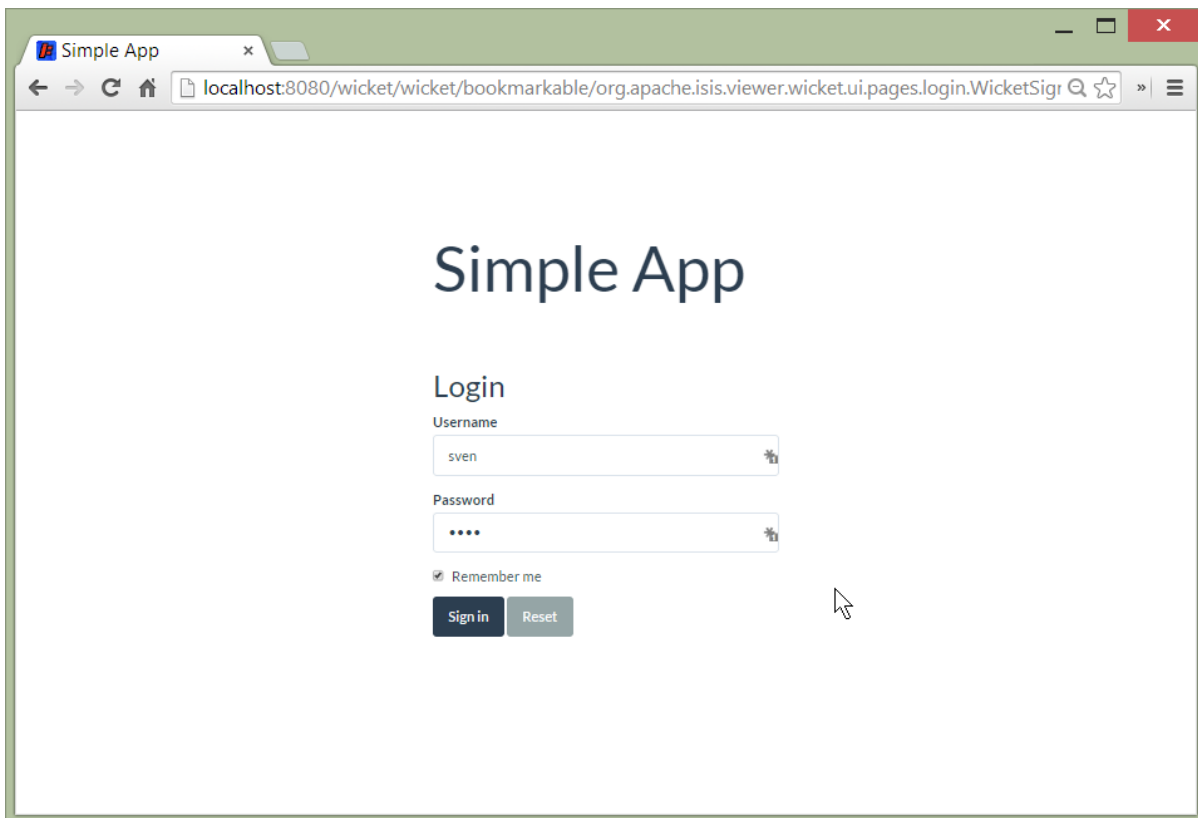 Simple App
localhost:8080/wicket/wicket/bookmarkable/org.apache.isis.viewer.wicket.ui.pages.login.WicketSigr
Simple App
Login
Username
sven
Password
••••
Remember me
Sign in Reset